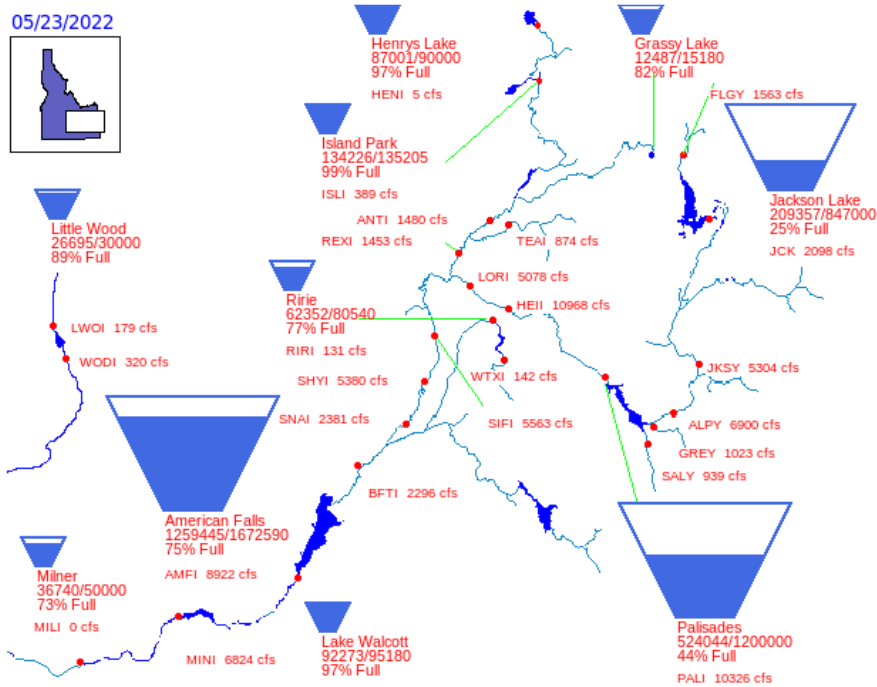 05/23/2022
Henrys Lake
87001/90000
97% Full
HENI 5 cfs
Grassy Lake
12487/15180
82% Full
FLGY 1563 cfs
Island Park
134226/135205
99% Full
ISLI 389 cfs
Jackson Lake
209357/847000
25% Full
JCK 2098 cfs
Little Wood
26695/30000
89% Full
ANTI 1480 cfs
REXI 1453 cfs
TEAI 874 cfs
LORI 5078 cfs
HEII 10968 cfs
Ririe
62352/80540
77% Full
RIRI 131 cfs
LWOI 179 cfs
WODI 320 cfs
WTXI 142 cfs
JKSY 5304 cfs
SHYI 5380 cfs
SNAI 2381 cfs
SIFI 5563 cfs
ALPY 6900 cfs
GREY 1023 cfs
SALY 939 cfs
BFTI 2296 cfs
American Falls
1259445/1672590
75% Full
AMFI 8922 cfs
Milner
36740/50000
73% Full
MILI 0 cfs
MINI 6824 cfs
Lake Walcott
92273/95180
97% Full
Palisades
524044/1200000
44% Full
PALI 10326 cfs